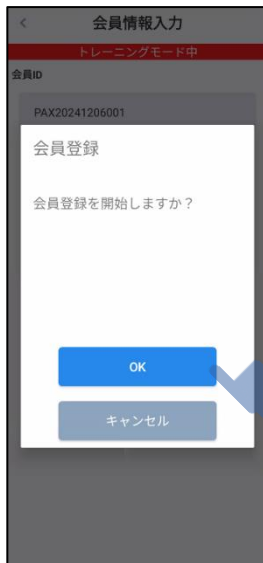 会員情報入力
トレーニングモード中
会員ID
PAX20241206001
会員登録
会員登録を開始しますか？
OK
キャンセル